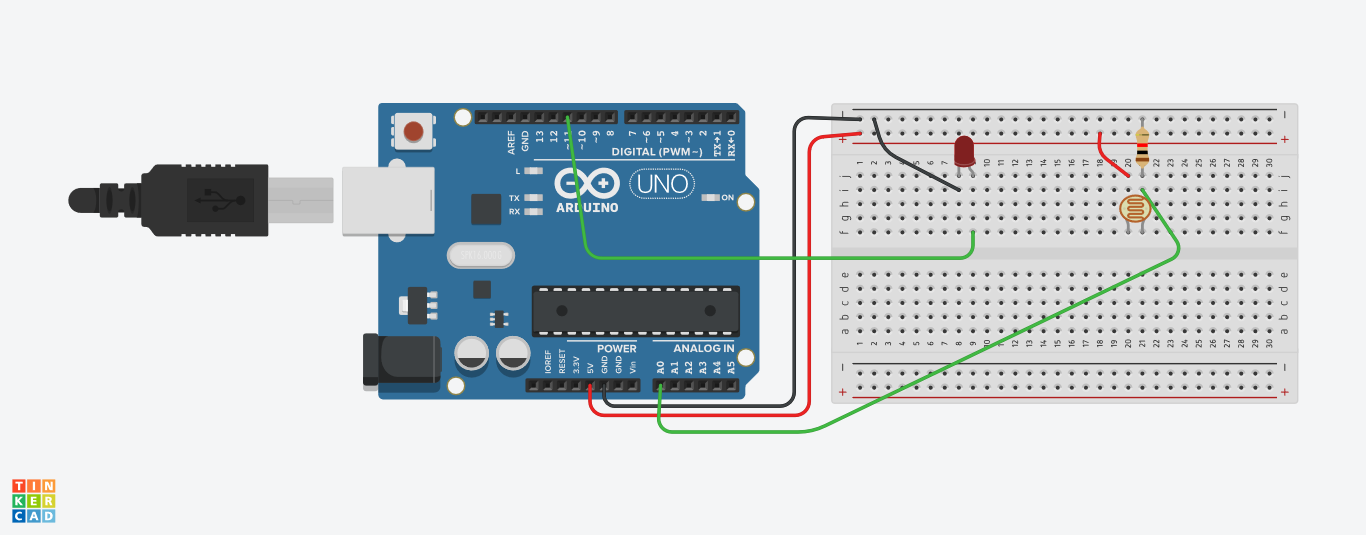 AREF
GND
13
12
~11
~10
~9
8
7
~6
~5
4
~3
2
TX→1
RX←0
DIGITAL (PWM~)
L
TX
RX
UNO
ARDUINO
ON
POWER
ANALOG IN
IOREF
RESET
3.3V
5V
GND
GND
Vin
A0
A1
A2
A3
A4
A5
− −
+ +
1 2 3 4 5 6 7 8 9 10 11 12 13 14 15 16 17 18 19 20 21 22 23 24 25 26 27 28 29 30
j j
i i
h h
g g
f f
e e
d d
c c
b b
a a
1 2 3 4 5 6 7 8 9 10 11 12 13 14 15 16 17 18 19 20 21 22 23 24 25 26 27 28 29 30
− −
+ +
TIN
KER
CAD